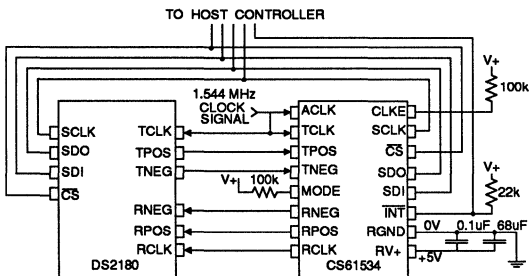 TO HOST CONTROLLER
V+
100k
1.544 MHz
CLOCK
SIGNAL
ACLK
CLKE
SCLK
TCLK
TCLK
SCLK
SDO
TPOS
TPOS
CS
V+
SDI
TNEG
TNEG
SDO
CS
V+
100k
MODE
SDI
22k
RNEG
RNEG
INT
RPOS
RPOS
RGND
0V
0.1uF
68uF
RCLK
RCLK
RV+
+5V
DS2180
CS61534